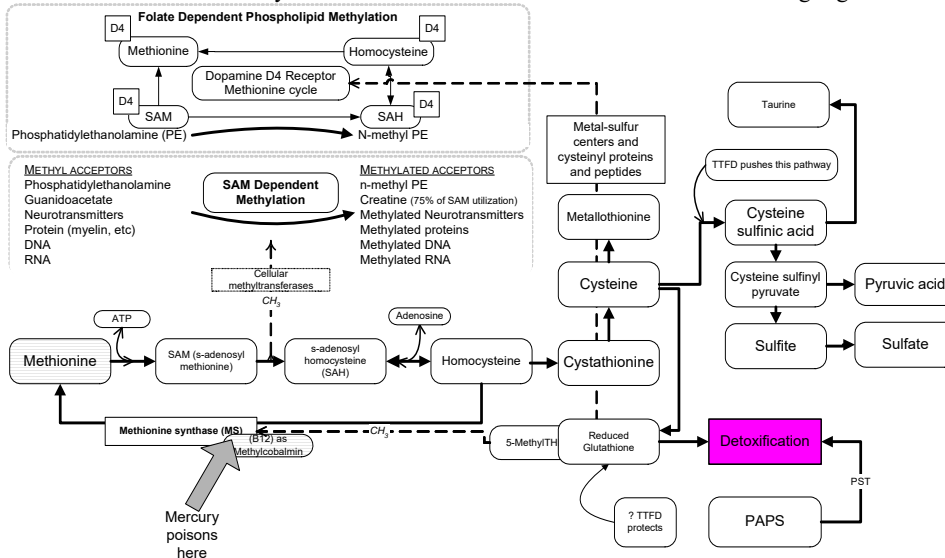 Folate Dependent Phospholipid Methylation
D4
D4
Methionine
Homocysteine
Dopamine D4 Receptor
Methionine cycle
D4
D4
SAM
SAH
Phosphatidylethanolamine (PE)
N-methyl PE
METHYL ACCEPTORS
Phosphatidylethanolamine
Guanidoacetate
Neurotransmitters
Protein (myelin, etc)
DNA
RNA
SAM Dependent
Methylation
METHYLATED ACCEPTORS
n-methyl PE
Creatine (75% of SAM utilization)
Methylated Neurotransmitters
Methylated proteins
Methylated DNA
Methylated RNA
Metal-sulfur
centers and
cysteinyl proteins
and peptides
Metallothionine
Cysteine
Cystathionine
Taurine
TTFD pushes this pathway
Cysteine
sulfinic acid
Cysteine sulfinyl
pyruvate
Pyruvic acid
Sulfite
Sulfate
Cellular
methyltransferases
CH3
ATP
Adenosine
Methionine
SAM (s-adenosyl
methionine)
s-adenosyl
homocysteine
(SAH)
Homocysteine
Methionine synthase (MS)
(B12) as
Methylcobalmin
CH3
5-MethylTH
Reduced
Glutathione
Detoxification
PST
? TTFD
protects
PAPS
Mercury
poisons
here